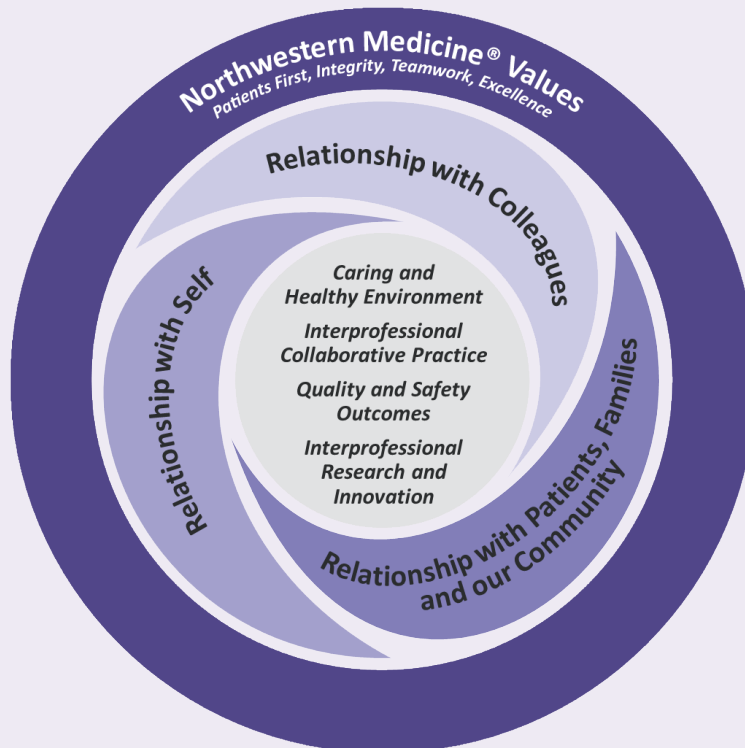 Northwestern Medicine® Values
Patients First, Integrity, Teamwork, Excellence
Relationship with Colleagues
Relationship with Self
Caring and
Healthy Environment
Interprofessional
Collaborative Practice
Quality and Safety
Outcomes
Interprofessional
Research and
Innovation
Relationship with Patients, Families
and our Community